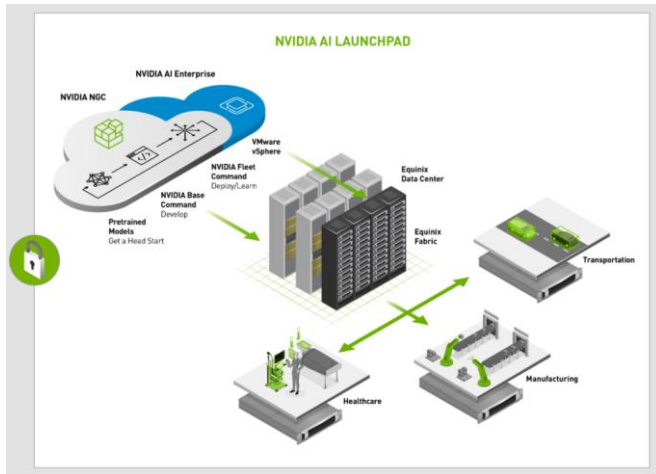 NVIDIA AI LAUNCHPAD
NVIDIA AI Enterprise
NVIDIA NGC
VMware
vSphere
NVIDIA Fleet
Command
Deploy/Learn
NVIDIA Base
Command
Develop
Pretrained
Models
Get a Head Start
Equinix
Data Center
Equinix
Fabric
Transportation
Manufacturing
Healthcare